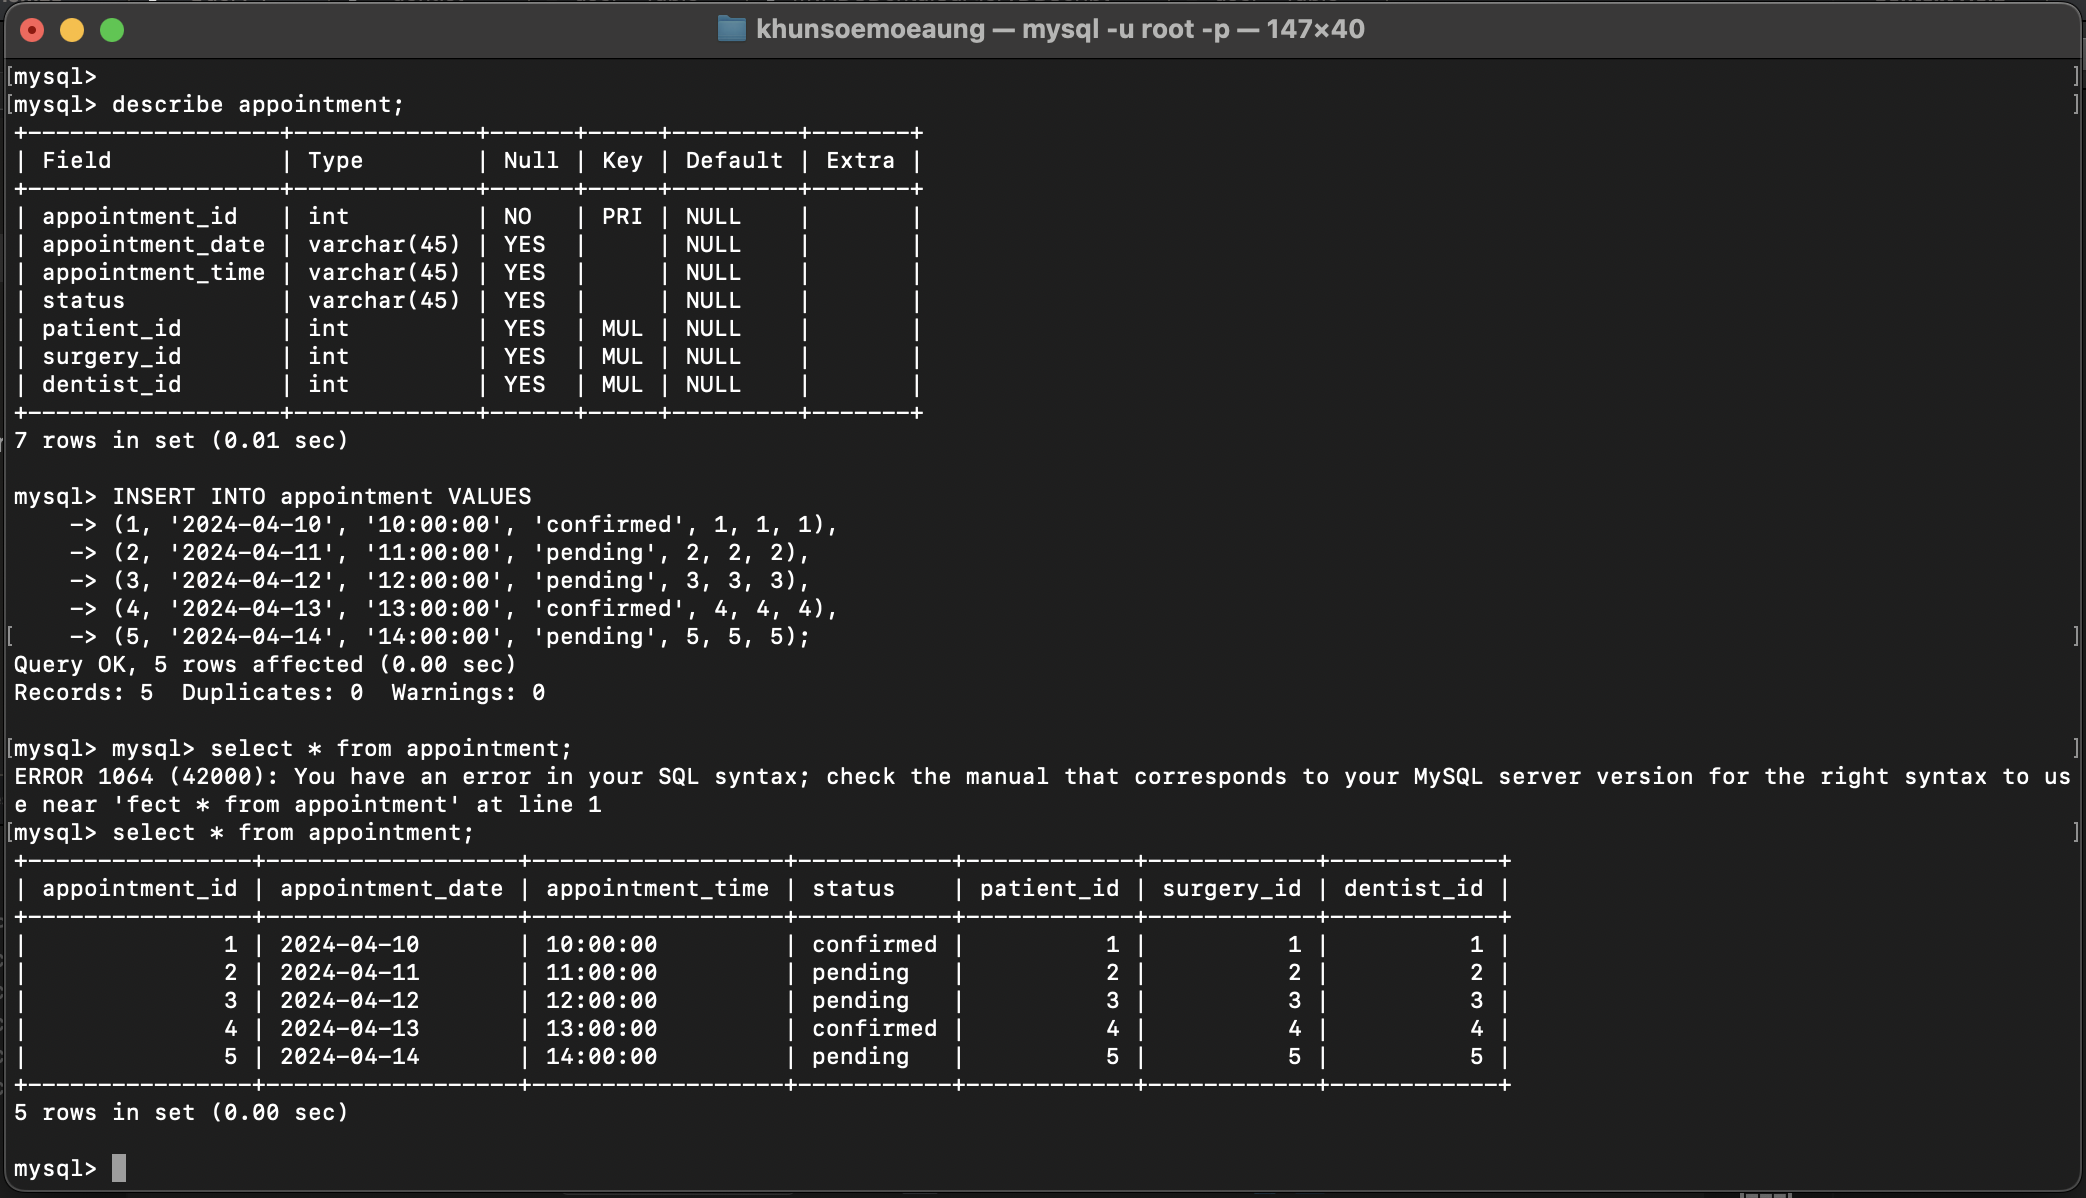 khunsoemoeaung — mysql -u root -p — 147×40
[mysql> ]
[mysql> describe appointment; ]
+-------------------+-------------+------+-----+---------+-------+
| Field             | Type        | Null | Key | Default | Extra |
+-------------------+-------------+------+-----+---------+-------+
| appointment_id   | int         | NO   | PRI | NULL    |       |
| appointment_date | varchar(45) | YES  |     | NULL    |       |
| appointment_time | varchar(45) | YES  |     | NULL    |       |
| status           | varchar(45) | YES  |     | NULL    |       |
| patient_id       | int         | YES  | MUL | NULL    |       |
| surgery_id       | int         | YES  | MUL | NULL    |       |
| dentist_id       | int         | YES  | MUL | NULL    |       |
+-------------------+-------------+------+-----+---------+-------+
7 rows in set (0.01 sec)
mysql> INSERT INTO appointment VALUES
    -> (1, '2024-04-10', '10:00:00', 'confirmed', 1, 1, 1),
    -> (2, '2024-04-11', '11:00:00', 'pending', 2, 2, 2),
    -> (3, '2024-04-12', '12:00:00', 'pending', 3, 3, 3),
    -> (4, '2024-04-13', '13:00:00', 'confirmed', 4, 4, 4),
[    -> (5, '2024-04-14', '14:00:00', 'pending', 5, 5, 5); ]
Query OK, 5 rows affected (0.00 sec)
Records: 5  Duplicates: 0  Warnings: 0
[mysql> mysql> select * from appointment; ]
ERROR 1064 (42000): You have an error in your SQL syntax; check the manual that corresponds to your MySQL server version for the right syntax to us
e near 'fect * from appointment' at line 1
[mysql> select * from appointment; ]
+----------------+------------------+------------------+-----------+------------+------------+------------+
| appointment_id | appointment_date | appointment_time | status    | patient_id | surgery_id | dentist_id |
+----------------+------------------+------------------+-----------+------------+------------+------------+
|              1 | 2024-04-10       | 10:00:00         | confirmed |          1 |          1 |          1 |
|              2 | 2024-04-11       | 11:00:00         | pending   |          2 |          2 |          2 |
|              3 | 2024-04-12       | 12:00:00         | pending   |          3 |          3 |          3 |
|              4 | 2024-04-13       | 13:00:00         | confirmed |          4 |          4 |          4 |
|              5 | 2024-04-14       | 14:00:00         | pending   |          5 |          5 |          5 |
+----------------+------------------+------------------+-----------+------------+------------+------------+
5 rows in set (0.00 sec)
mysql>